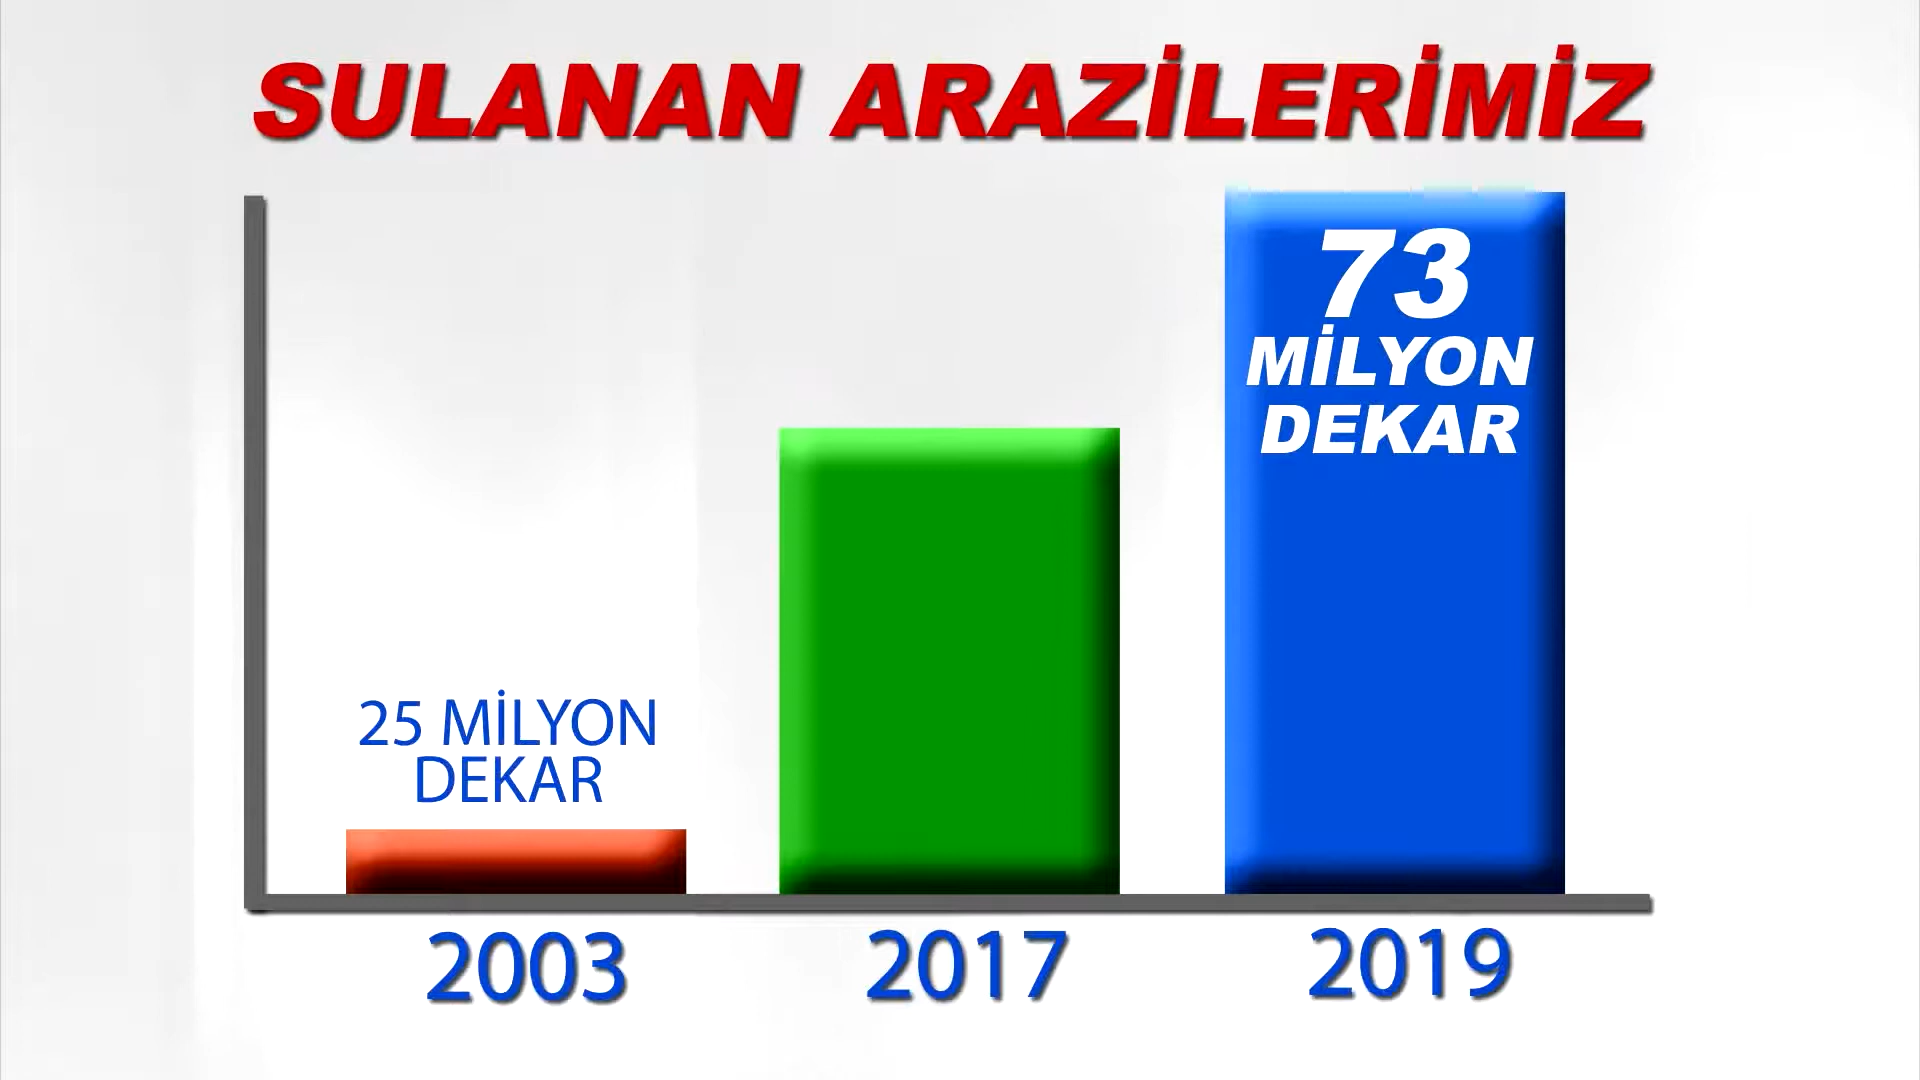 SULANAN ARAZİLERİMİZ
73
MİLYON
DEKAR
25 MİLYON
DEKAR
2003
2017
2019